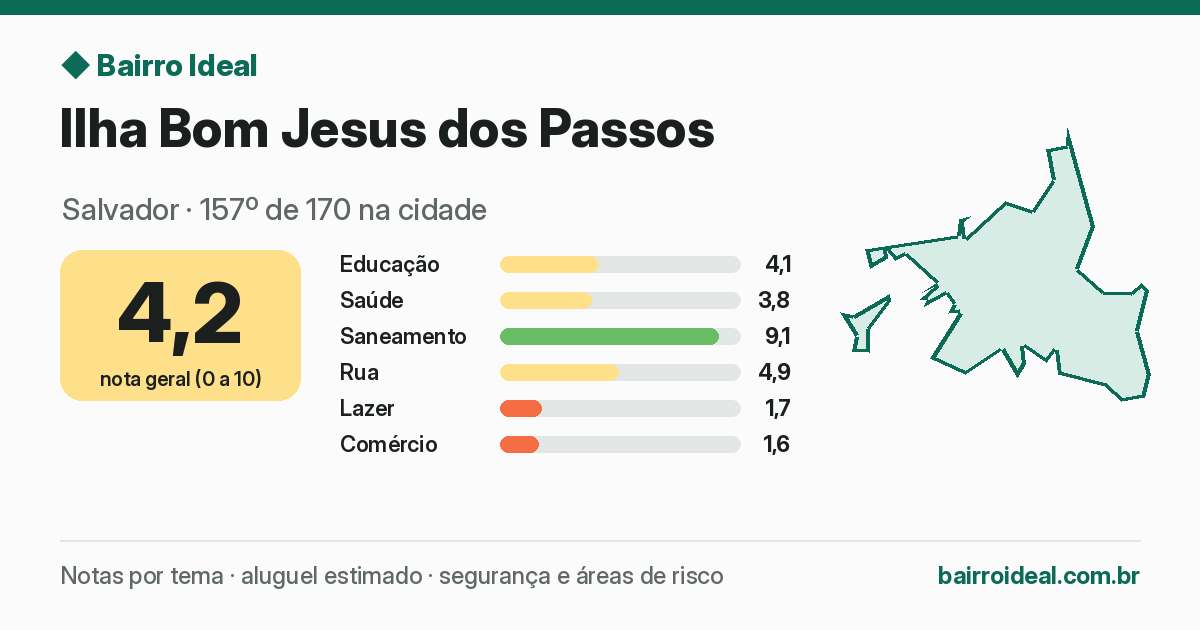 Bairro Ideal
Ilha Bom Jesus dos Passos
Salvador · 157º de 170 na cidade
4,2
nota geral (0 a 10)
Educação 4,1
Saúde 3,8
Saneamento 9,1
Rua 4,9
Lazer 1,7
Comércio 1,6
Notas por tema · aluguel estimado · segurança e áreas de risco
bairroideal.com.br